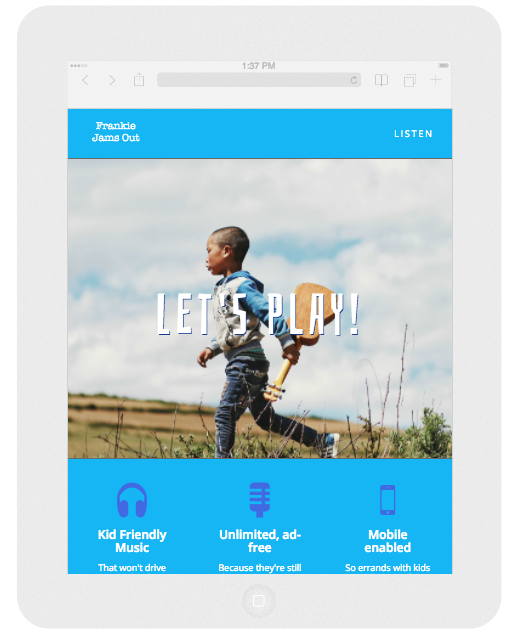 1:37 PM
Frankie
Jams Out
LISTEN
LET'S PLAY!
Kid Friendly
Music
Unlimited, ad-
free
Mobile
enabled
That won't drive
Because they're still
So errands with kids